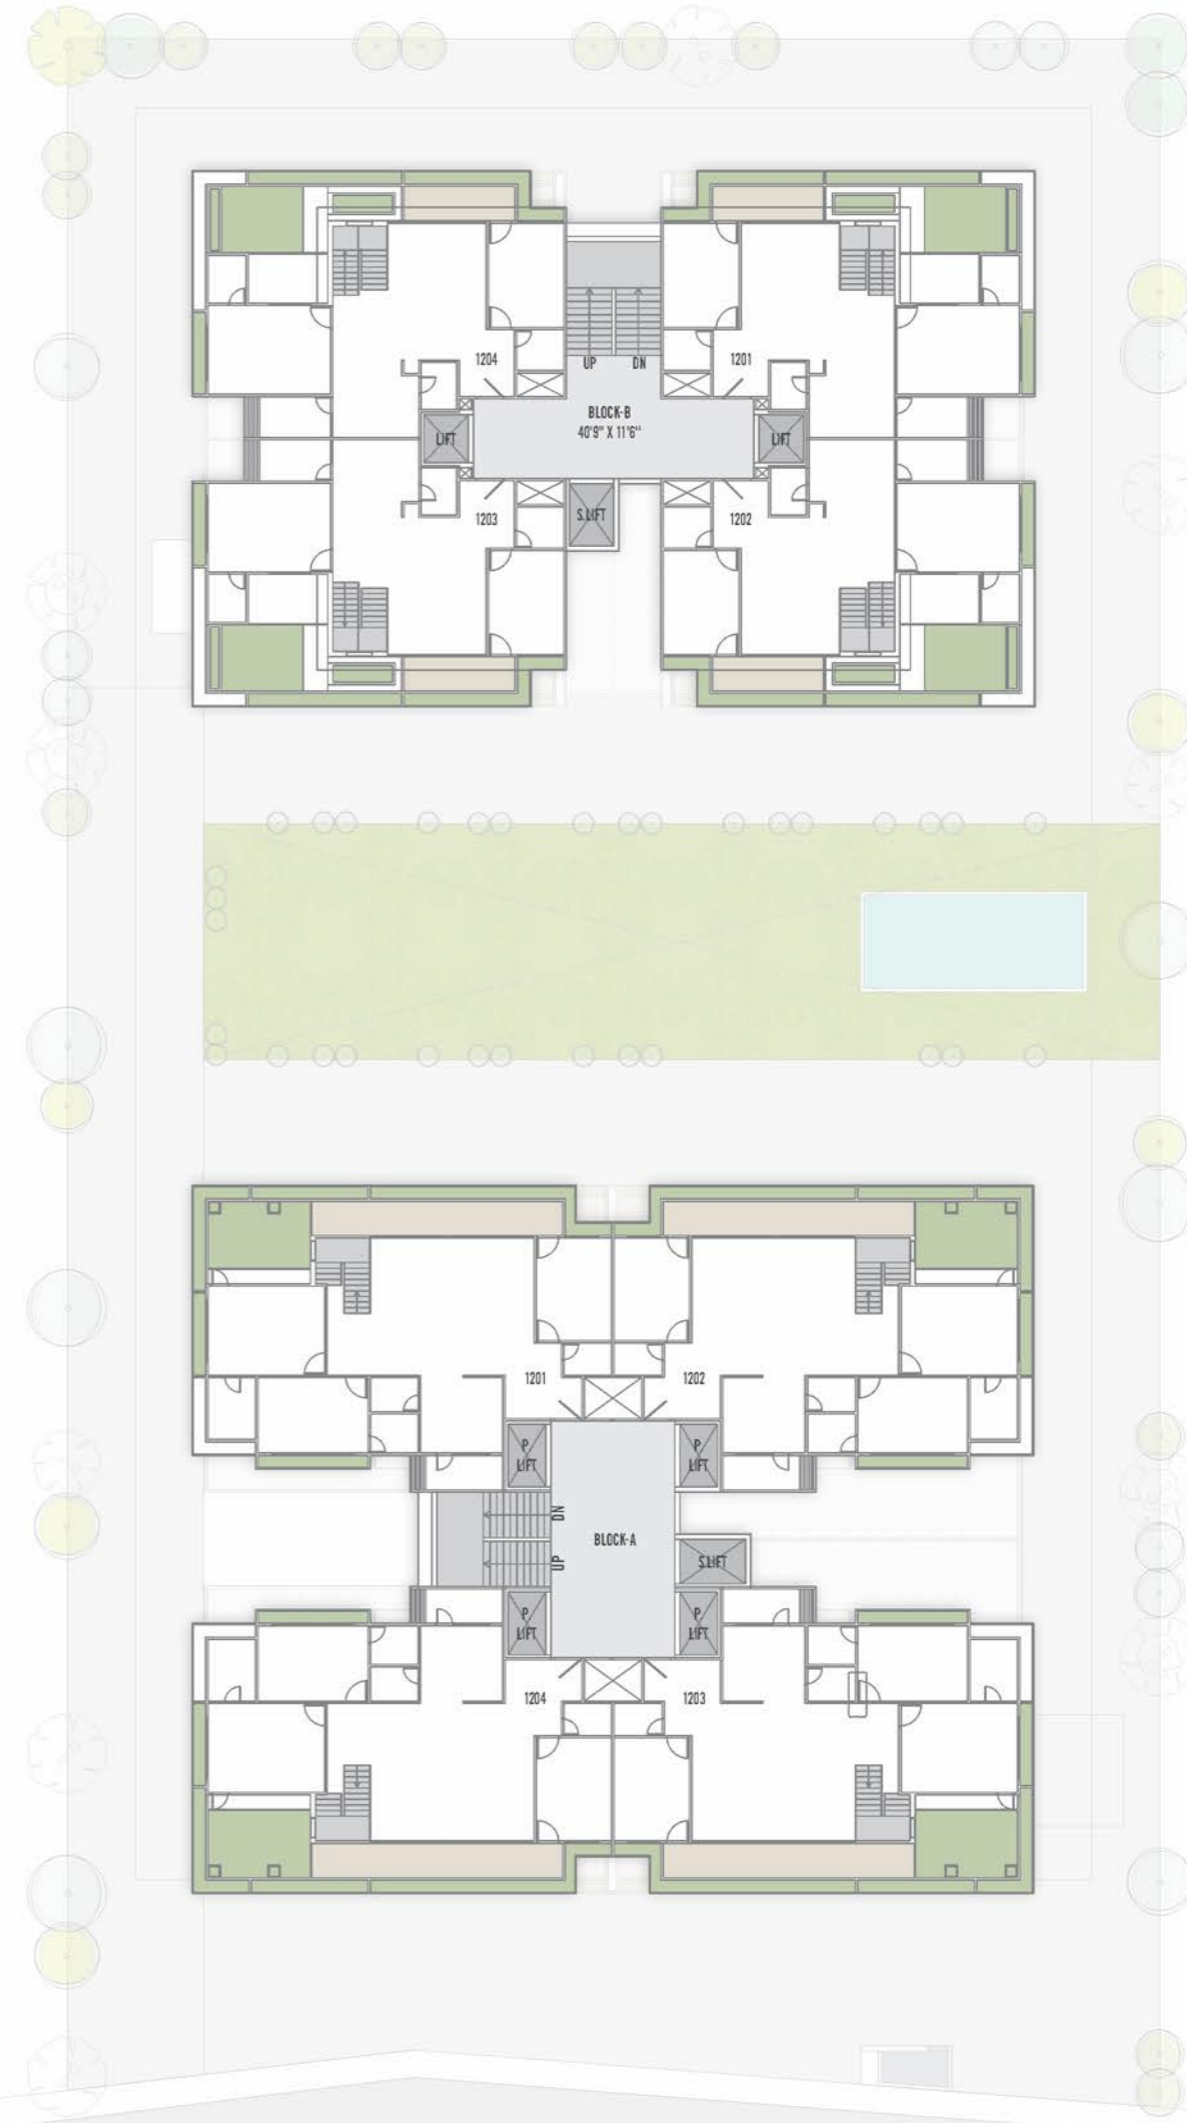 1204
1201
UP
DN
BLOCK-B
40'9" X 11'6"
LIFT
LIFT
1203
S.LIFT
1202
1201
1202
P.
LIFT
P.
LIFT
DN
BLOCK-A
UP
S.LIFT
P.
LIFT
P.
LIFT
1204
1203